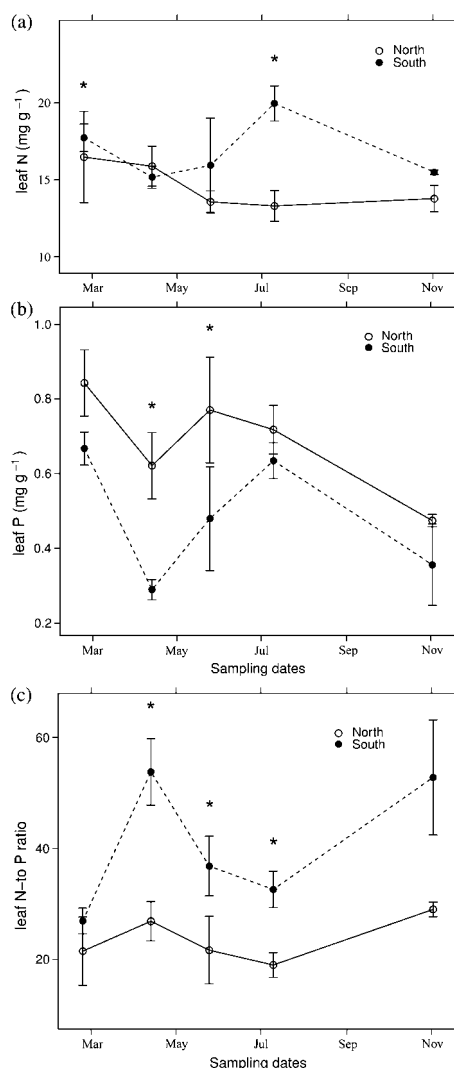 (a)
*
*
North
South
leaf N (mg g⁻¹)
20
15
10
Mar May Jul Sep Nov
(b)
*
*
North
South
leaf P (mg g⁻¹)
1.0
0.8
0.6
0.4
0.2
Mar May Jul Sep Nov
Sampling dates
(c)
*
*
*
North
South
leaf N–to P ratio
60
40
20
Mar May Jul Sep Nov
Sampling dates